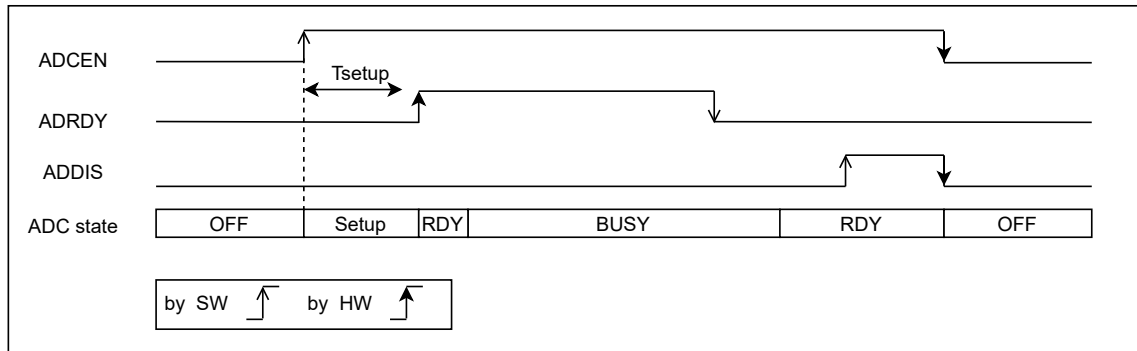 ADCEN
Tsetup
ADRDY
ADDIS
ADC state OFF Setup RDY BUSY RDY OFF
by SW by HW